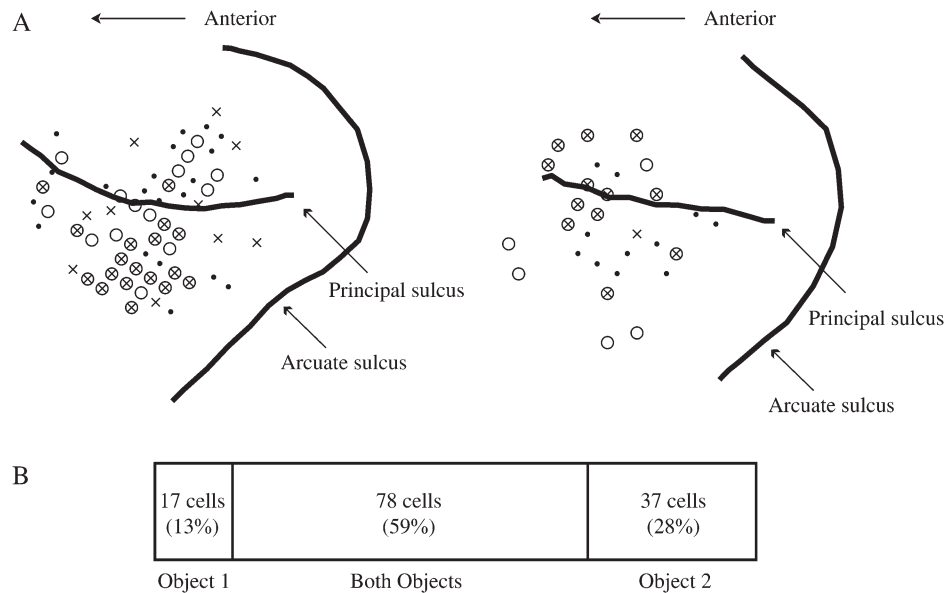 A
Anterior
Anterior
Principal sulcus
Arcuate sulcus
Principal sulcus
Arcuate sulcus
B
17 cells
(13%)
78 cells
(59%)
37 cells
(28%)
Object 1
Both Objects
Object 2